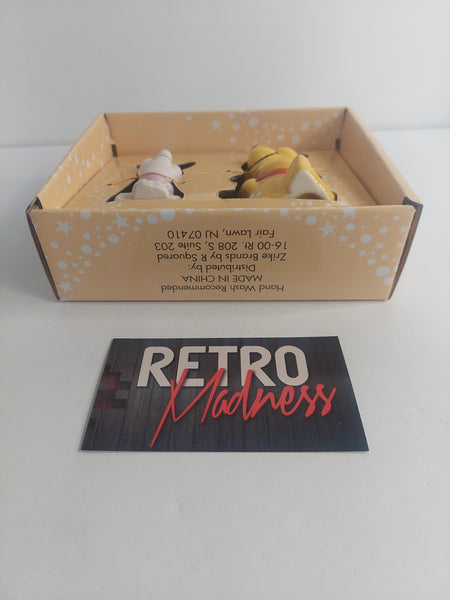 Hand Wash Recommended
MADE IN CHINA
Distributed by:
Zrike Brands by R Squared
16-00 Rt. 208 S, Suite 203
Fair Lawn, NJ 07410
RETRO
Madness